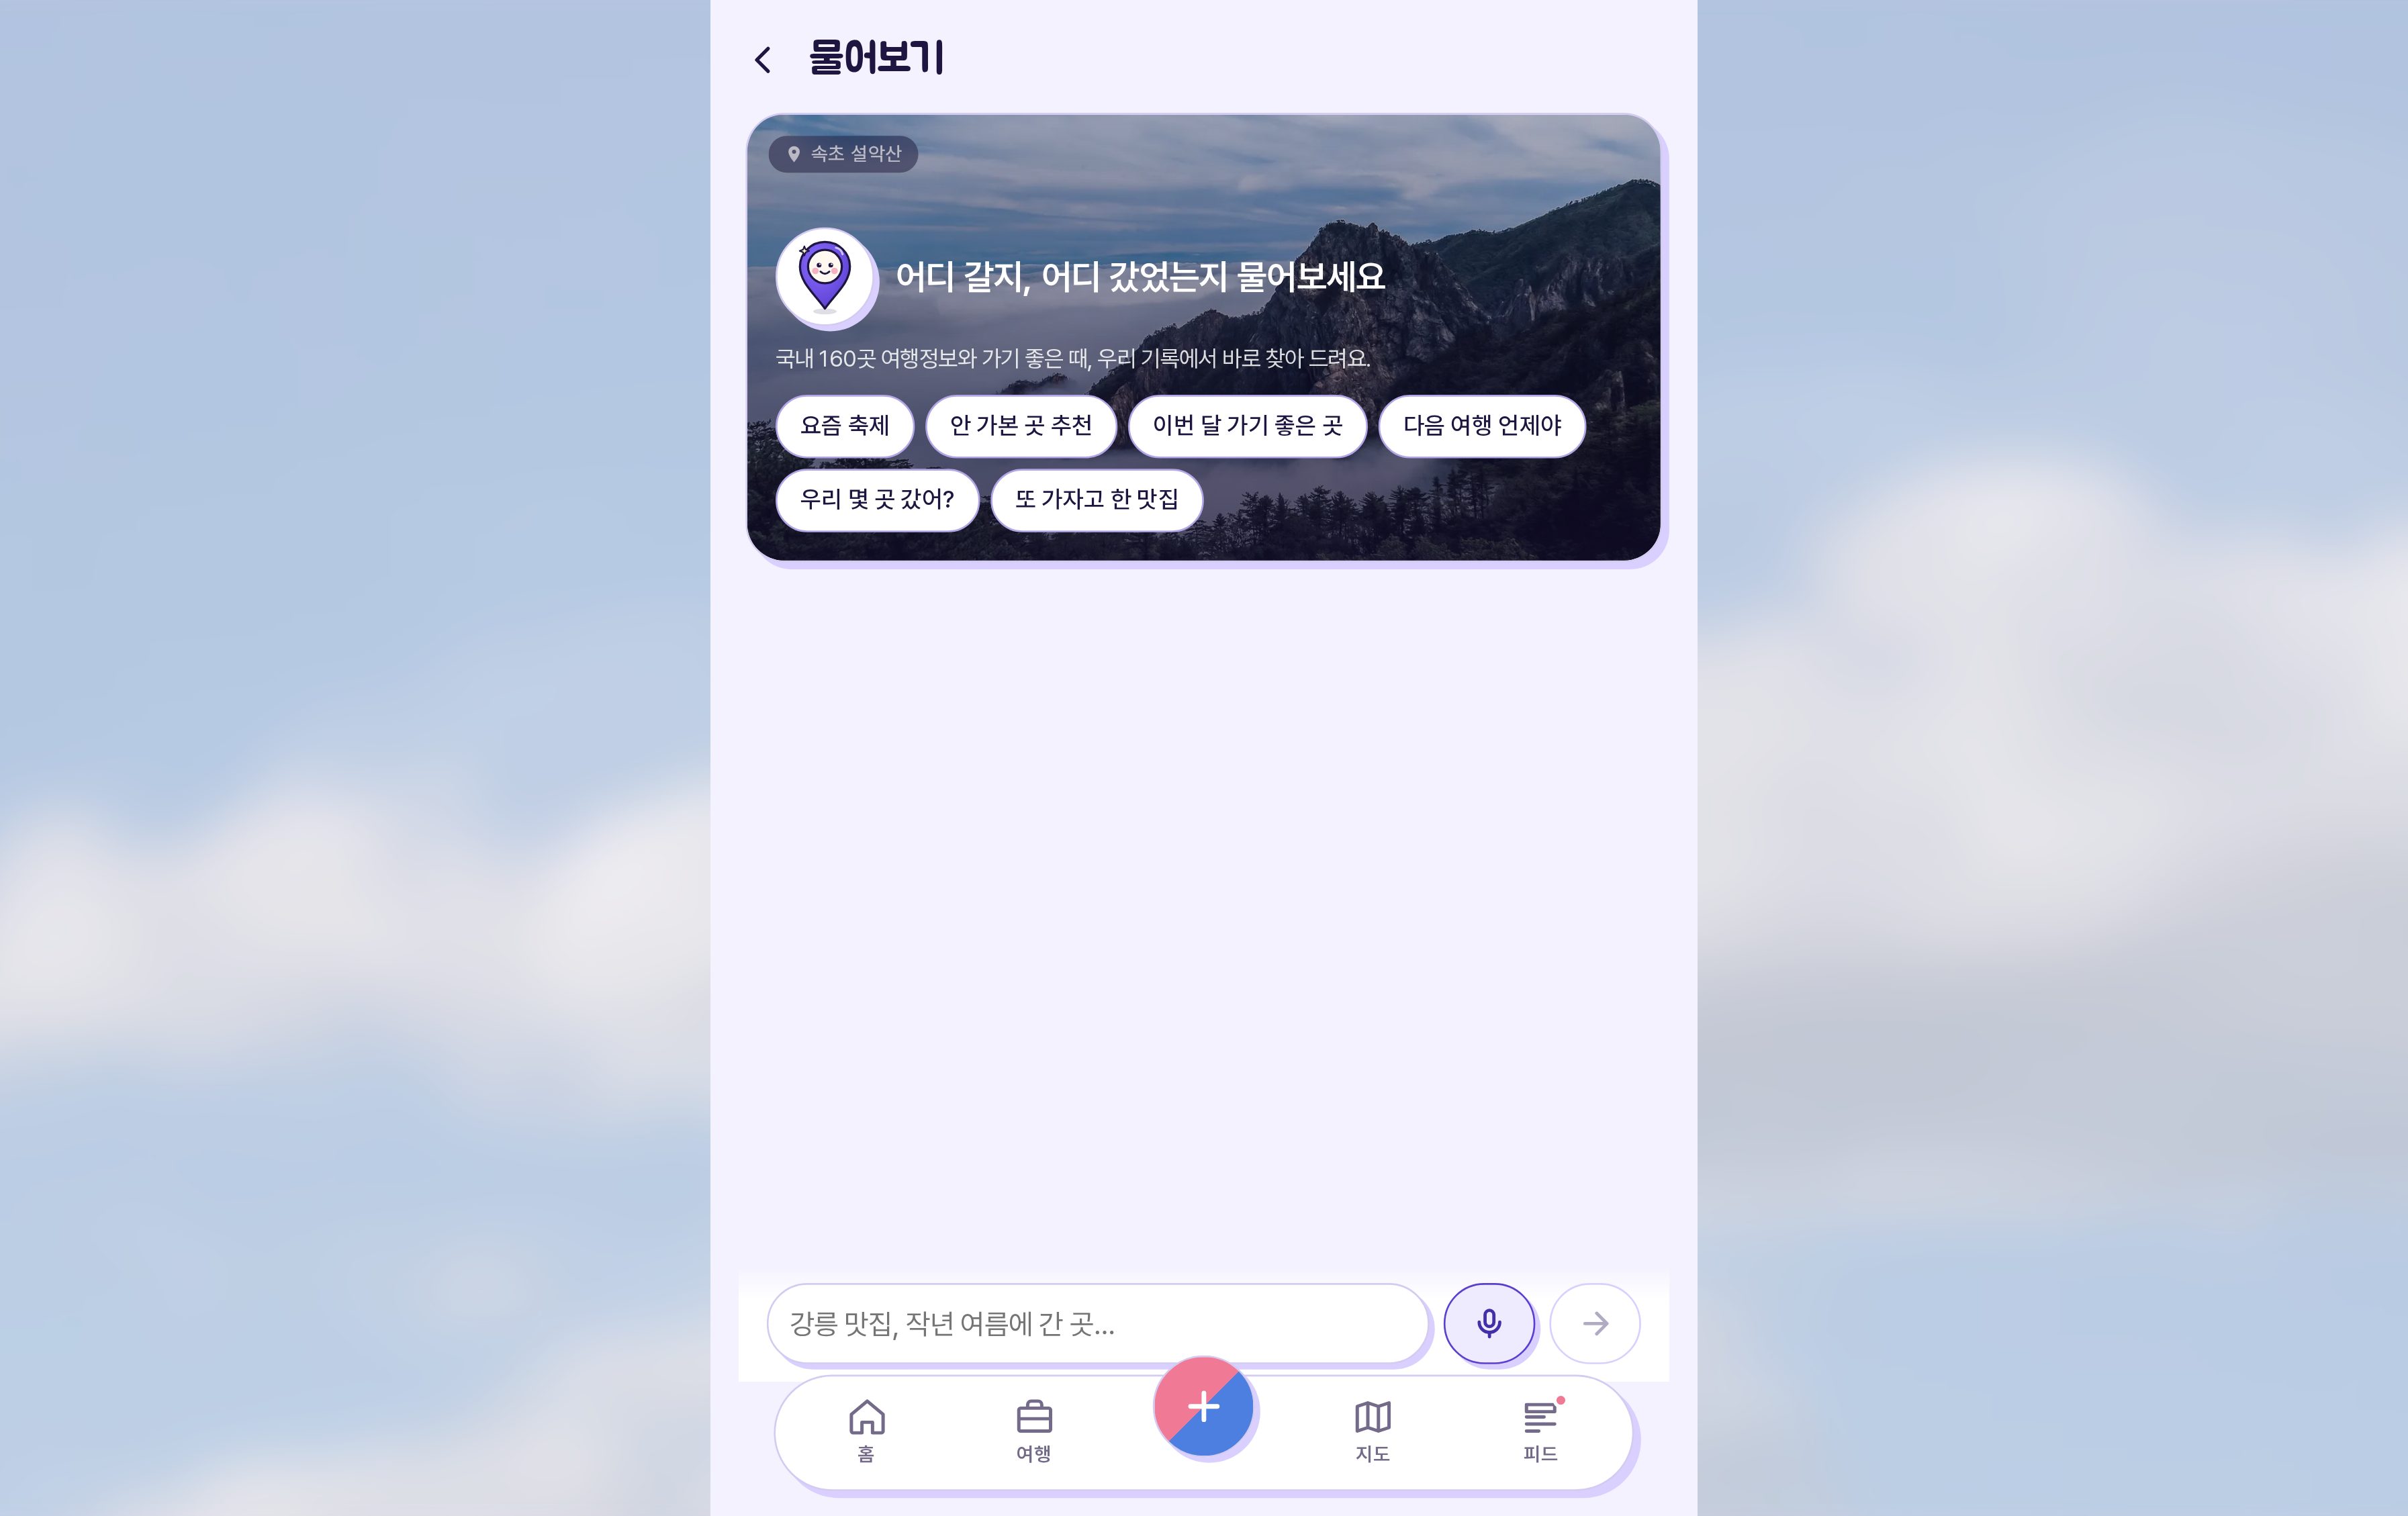 물어보기
속초 설악산
어디 갈지, 어디 갔었는지 물어보세요
국내 160곳 여행정보와 가기 좋은 때, 우리 기록에서 바로 찾아 드려요.
요즘 축제
안 가본 곳 추천
이번 달 가기 좋은 곳
다음 여행 언제야
우리 몇 곳 갔어?
또 가자고 한 맛집
강릉 맛집, 작년 여름에 간 곳...
홈
여행
지도
피드